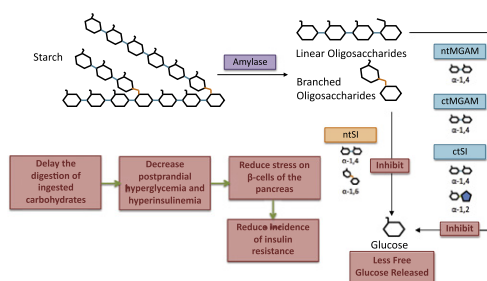 Starch
Amylase
Linear Oligosaccharides
Branched
Oligosaccharides
ntMGAM
α-1,4
ctMGAM
α-1,4
ntSI
α-1,4
α-1,6
ctSI
α-1,4
α-1,2
Inhibit
Inhibit
Glucose
Less Free
Glucose Released
Delay the
digestion of
ingested
carbohydrates
Decrease
postprandial
hyperglycemia and
hyperinsulinemia
Reduce stress on
β-cells of the
pancreas
Reduce incidence
of insulin
resistance